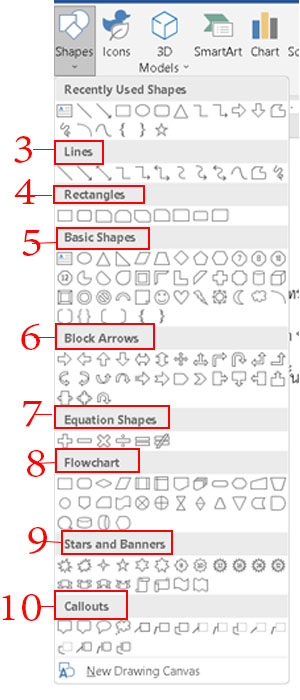 Shapes Icons 3D Models SmartArt Chart
Recently Used Shapes
3 Lines
4 Rectangles
5 Basic Shapes
6 Block Arrows
7 Equation Shapes
8 Flowchart
9 Stars and Banners
10 Callouts
New Drawing Canvas